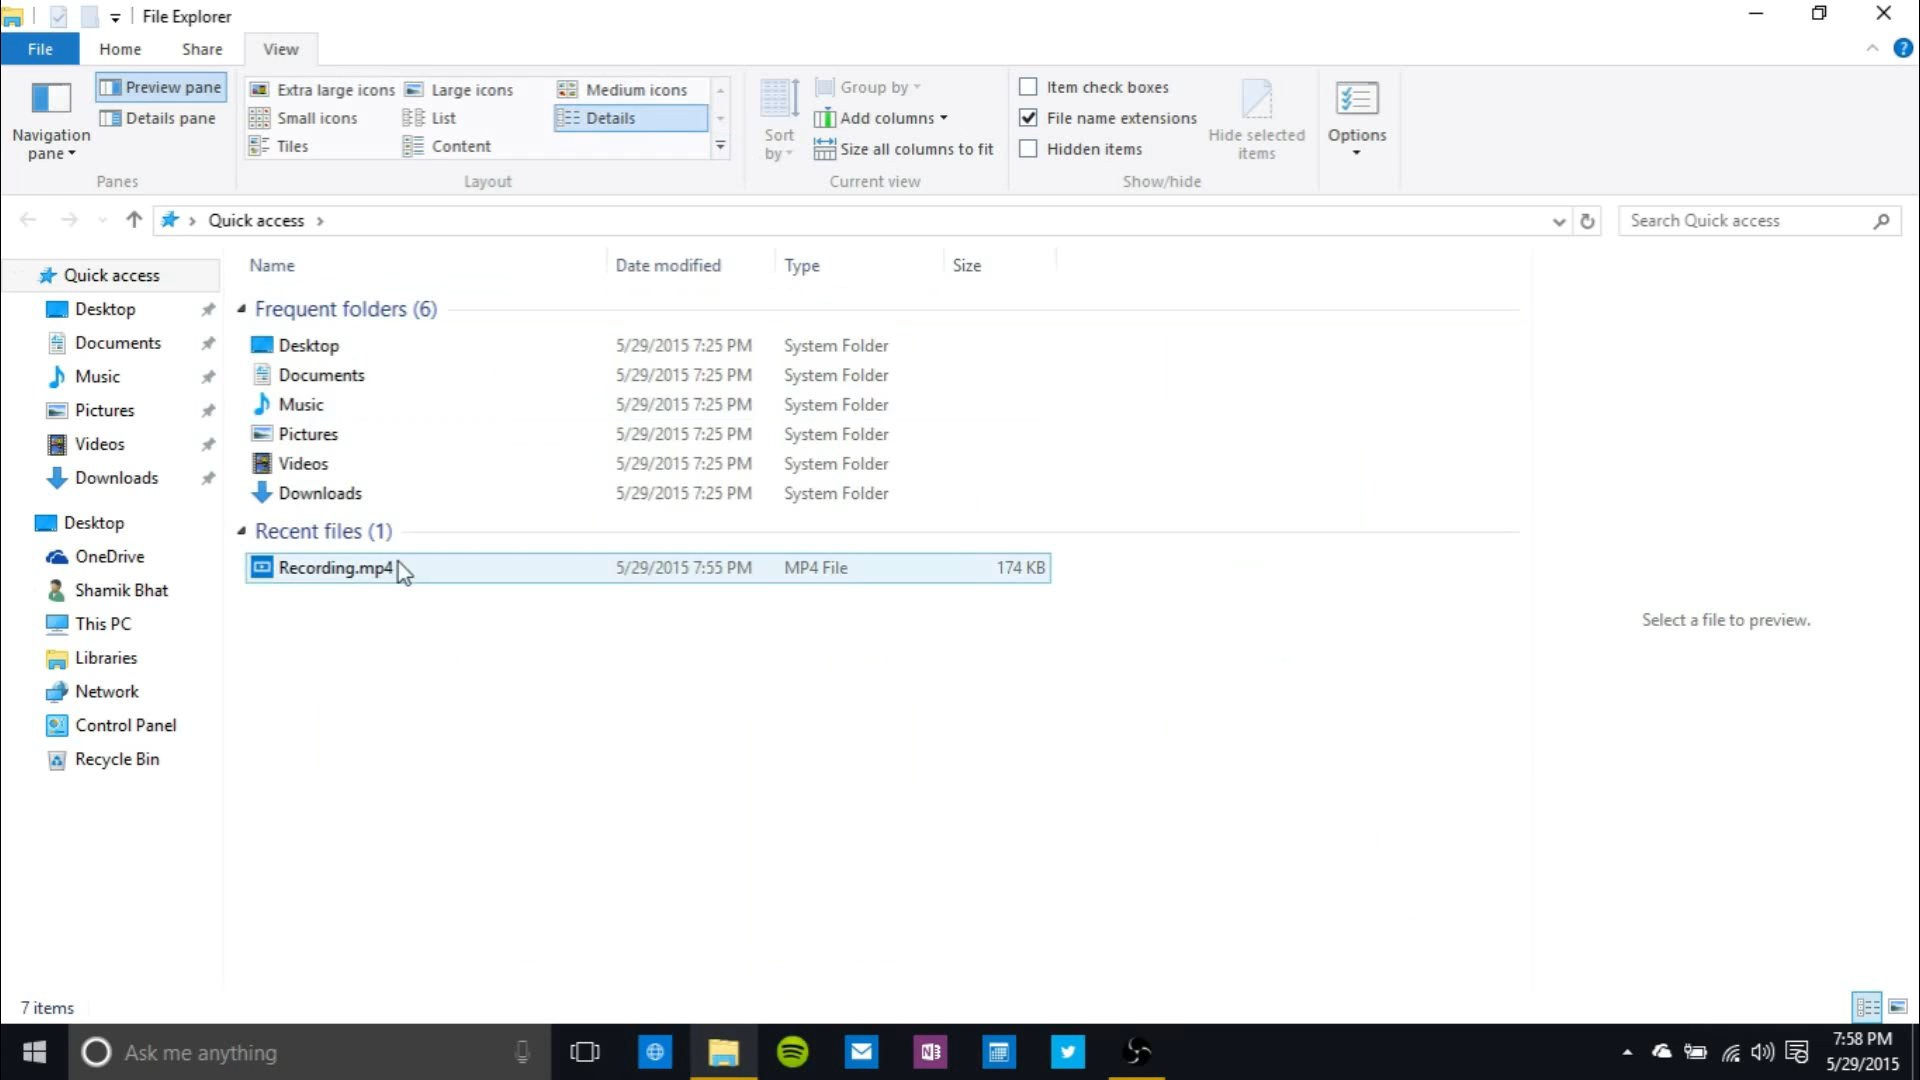 File Explorer
File Home Share View
Navigation pane
Preview pane
Details pane
Panes
Extra large icons Large icons Medium icons
Small icons List Details
Tiles Content
Layout
Sort by
Group by
Add columns
Size all columns to fit
Current view
Item check boxes
File name extensions
Hidden items
Hide selected items
Show/hide
Options
Quick access
Search Quick access
Quick access
Desktop
Documents
Music
Pictures
Videos
Downloads
Desktop
OneDrive
Shamik Bhat
This PC
Libraries
Network
Control Panel
Recycle Bin
Name Date modified Type Size
Frequent folders (6)
Desktop 5/29/2015 7:25 PM System Folder
Documents 5/29/2015 7:25 PM System Folder
Music 5/29/2015 7:25 PM System Folder
Pictures 5/29/2015 7:25 PM System Folder
Videos 5/29/2015 7:25 PM System Folder
Downloads 5/29/2015 7:25 PM System Folder
Recent files (1)
Recording.mp4 5/29/2015 7:55 PM MP4 File 174 KB
Select a file to preview.
7 items
Ask me anything
7:58 PM
5/29/2015